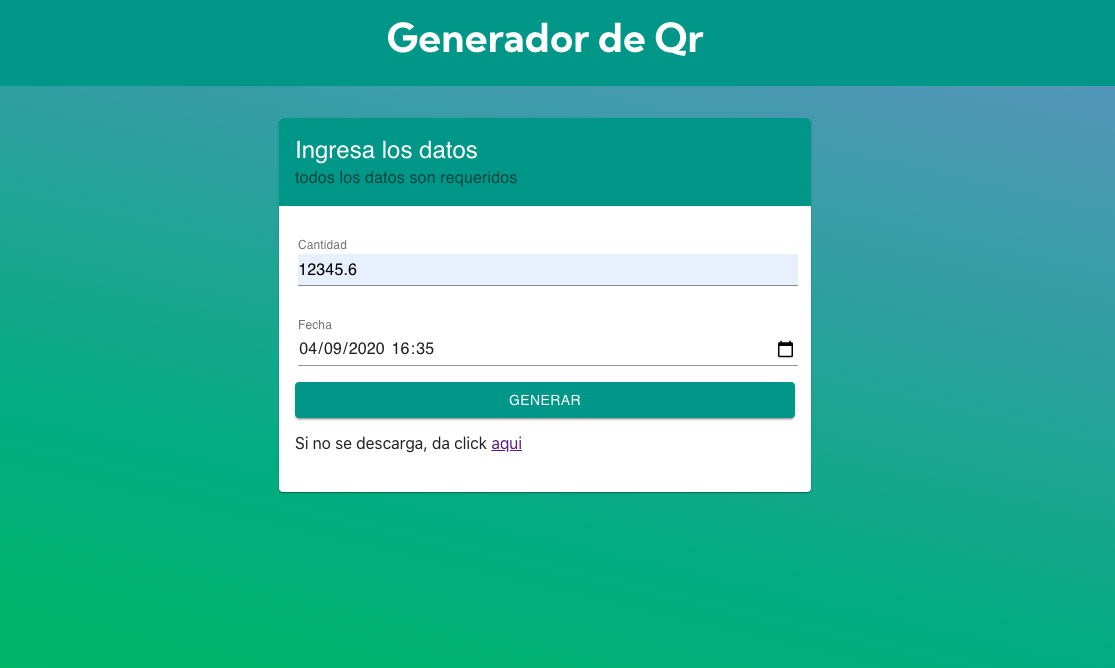 Generador de Qr
Ingresa los datos
todos los datos son requeridos
Cantidad
12345.6
Fecha
04/09/2020 16:35
GENERAR
Si no se descarga, da click aqui